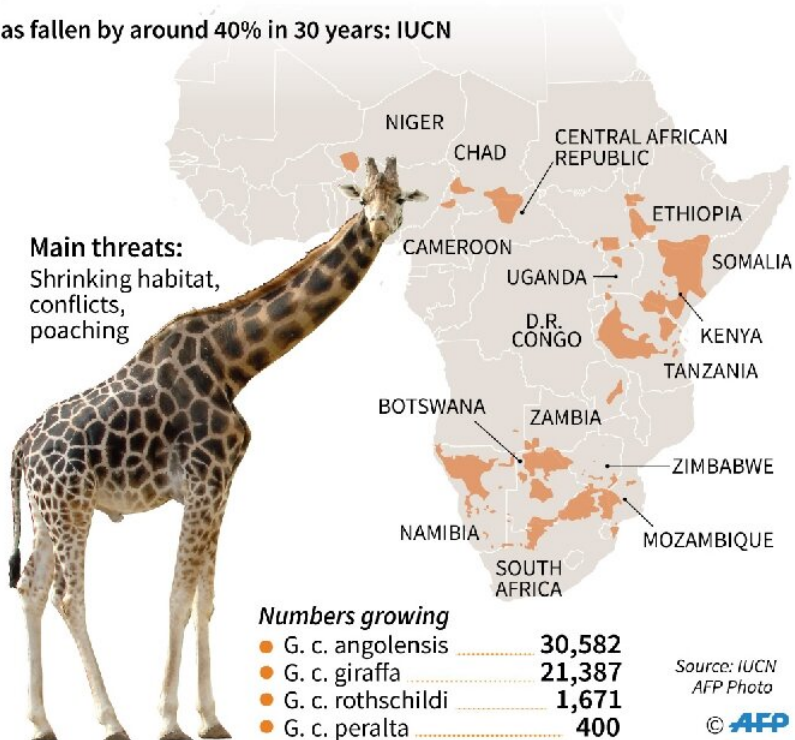 as fallen by around 40% in 30 years: IUCN
NIGER
CHAD
CENTRAL AFRICAN
REPUBLIC
ETHIOPIA
CAMEROON
SOMALIA
UGANDA
Main threats:
Shrinking habitat,
conflicts,
poaching
D.R.
CONGO
KENYA
TANZANIA
BOTSWANA
ZAMBIA
ZIMBABWE
NAMIBIA
MOZAMBIQUE
SOUTH
AFRICA
Numbers growing
G. c. angolensis 30,582
G. c. giraffa 21,387
G. c. rothschildi 1,671
G. c. peralta 400
Source: IUCN
AFP Photo
© AFP